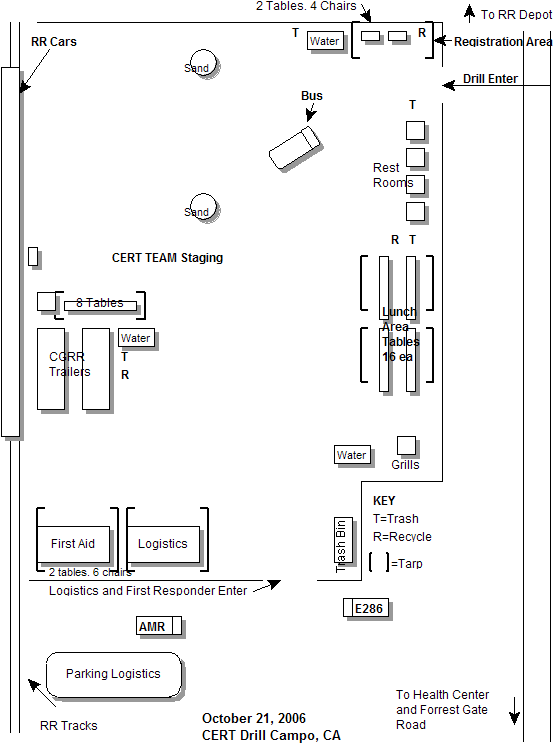 2 Tables. 4 Chairs
To RR Depot
T
R
Water
RR Cars
Registration Area
Sand
Drill Enter
Bus
T
Rest
Rooms
Sand
R T
CERT TEAM Staging
8 Tables
Lunch
Area
Tables
16 ea
Water
CGRR
Trailers
T
R
Water
Grills
KEY
T=Trash
R=Recycle
=Tarp
First Aid
Logistics
Trash Bin
2 tables. 6 chairs
Logistics and First Responder Enter
E286
AMR
Parking Logistics
To Health Center
and Forrest Gate
Road
RR Tracks
October 21, 2006
CERT Drill Campo, CA